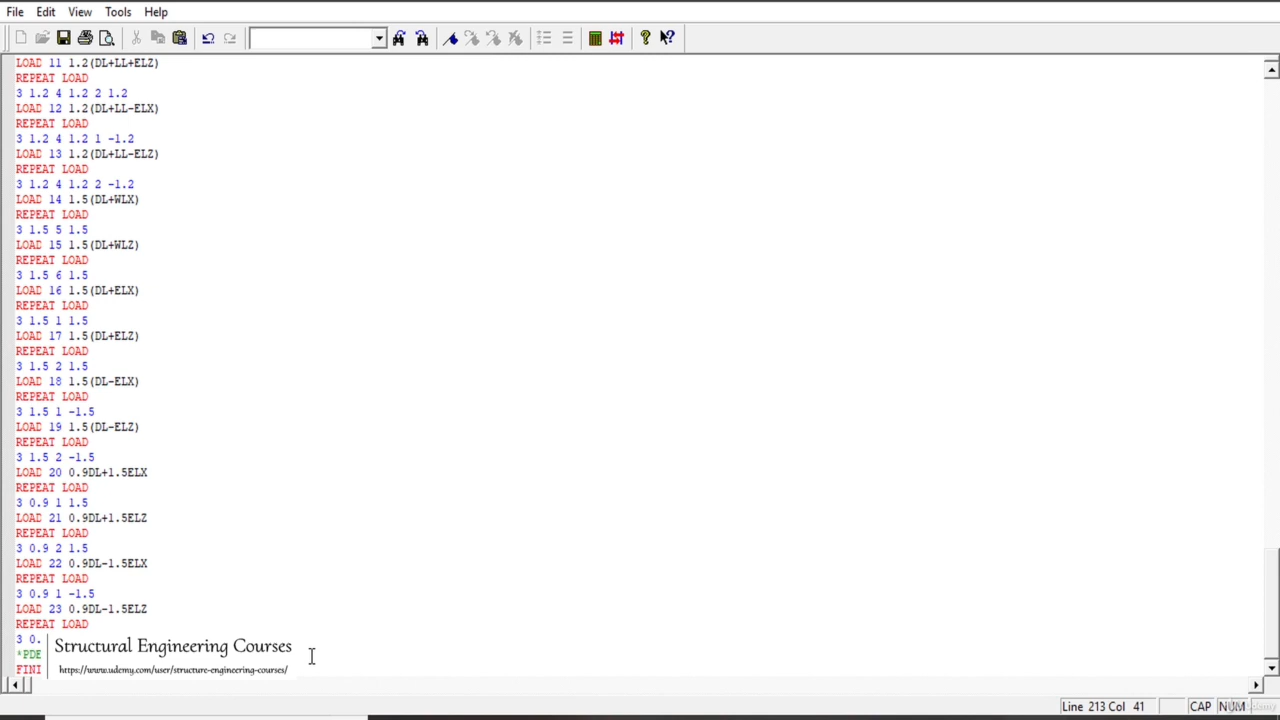 File Edit View Tools Help
LOAD 11 1.2(DL+LL+ELZ)
REPEAT LOAD
3 1.2 4 1.2 2 1.2
LOAD 12 1.2(DL+LL-ELX)
REPEAT LOAD
3 1.2 4 1.2 1 -1.2
LOAD 13 1.2(DL+LL-ELZ)
REPEAT LOAD
3 1.2 4 1.2 2 -1.2
LOAD 14 1.5(DL+WLX)
REPEAT LOAD
3 1.5 5 1.5
LOAD 15 1.5(DL+WLZ)
REPEAT LOAD
3 1.5 6 1.5
LOAD 16 1.5(DL+ELX)
REPEAT LOAD
3 1.5 1 1.5
LOAD 17 1.5(DL+ELZ)
REPEAT LOAD
3 1.5 2 1.5
LOAD 18 1.5(DL-ELX)
REPEAT LOAD
3 1.5 1 -1.5
LOAD 19 1.5(DL-ELZ)
REPEAT LOAD
3 1.5 2 -1.5
LOAD 20 0.9DL+1.5ELX
REPEAT LOAD
3 0.9 1 1.5
LOAD 21 0.9DL+1.5ELZ
REPEAT LOAD
3 0.9 2 1.5
LOAD 22 0.9DL-1.5ELX
REPEAT LOAD
3 0.9 1 -1.5
LOAD 23 0.9DL-1.5ELZ
REPEAT LOAD
3 0.
*PDE
FINI
Structural Engineering Courses
https://www.udemy.com/user/structure-engineering-courses/
Line 213 Col 41 CAP NUM